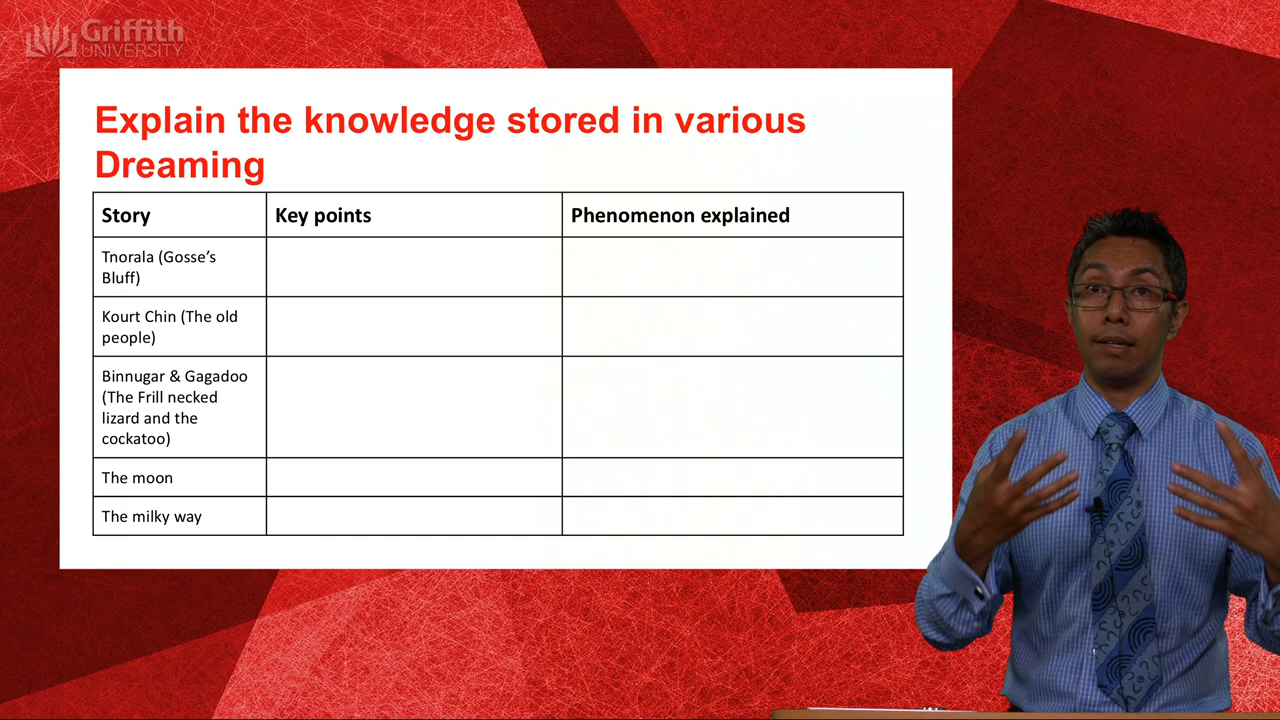 Griffith
UNIVERSITY
Explain the knowledge stored in various
Dreaming
Story
Key points
Phenomenon explained
Tnorala (Gosse's
Bluff)
Kourt Chin (The old
people)
Binnugar & Gagadoo
(The Frill necked
lizard and the
cockatoo)
The moon
The milky way